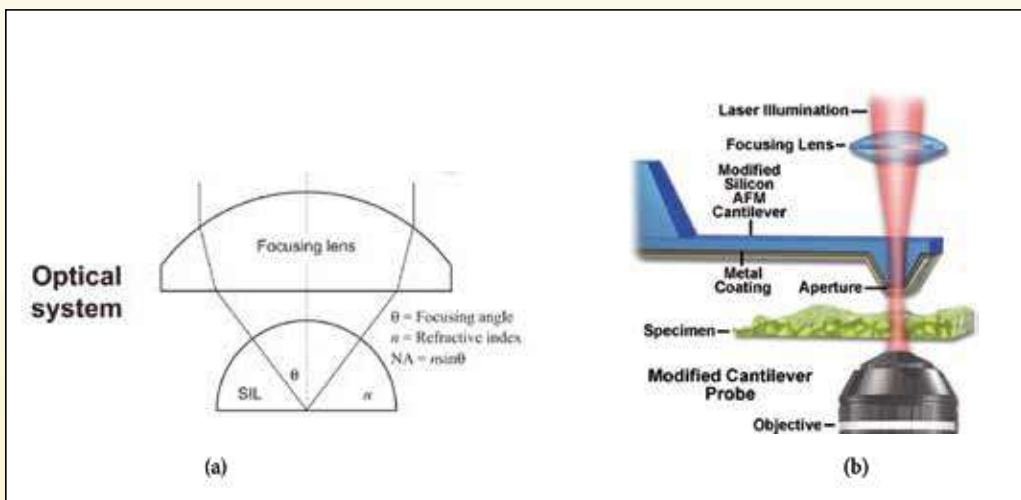 Optical
system
Focusing lens
θ = Focusing angle
n = Refractive index
NA = nsinθ
θ
SIL
n
(a)
Laser Illumination
Focusing Lens
Modified
Silicon
AFM
Cantilever
Metal
Coating
Aperture
Specimen
Modified Cantilever
Probe
Objective
(b)